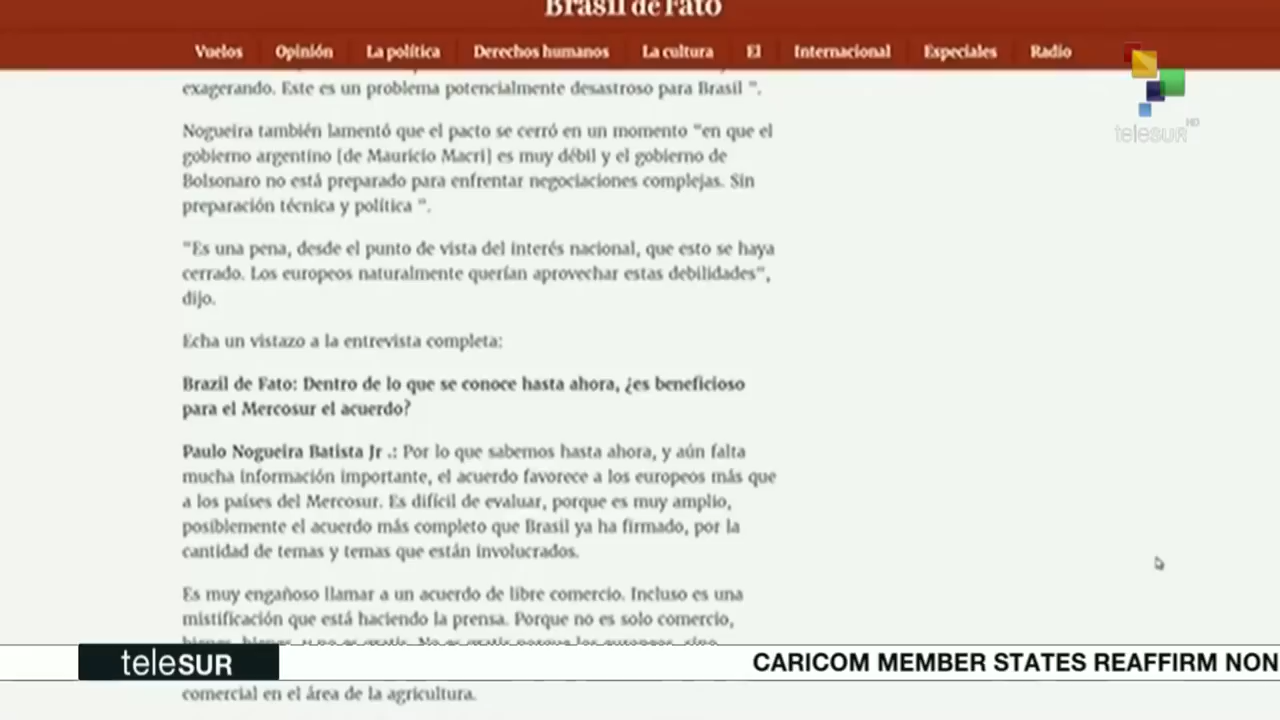 Brasil de Fato
Vuelos Opinión La política Derechos humanos La cultura El Internacional Especiales Radio
exagerando. Este es un problema potencialmente desastroso para Brasil ".
telesur HD
Nogueira también lamentó que el pacto se cerró en un momento "en que el
gobierno argentino [de Mauricio Macri] es muy débil y el gobierno de
Bolsonaro no está preparado para enfrentar negociaciones complejas. Sin
preparación técnica y política ".
"Es una pena, desde el punto de vista del interés nacional, que esto se haya
cerrado. Los europeos naturalmente querían aprovechar estas debilidades",
dijo.
Echa un vistazo a la entrevista completa:
Brazil de Fato: Dentro de lo que se conoce hasta ahora, ¿es beneficioso
para el Mercosur el acuerdo?
Paulo Nogueira Batista Jr .: Por lo que sabemos hasta ahora, y aún falta
mucha información importante, el acuerdo favorece a los europeos más que
a los países del Mercosur. Es difícil de evaluar, porque es muy amplio,
posiblemente el acuerdo más completo que Brasil ya ha firmado, por la
cantidad de temas y temas que están involucrados.
Es muy engañoso llamar a un acuerdo de libre comercio. Incluso es una
mistificación que está haciendo la prensa. Porque no es solo comercio,
teleSUR
CARICOM MEMBER STATES REAFFIRM NON
comercial en el área de la agricultura.